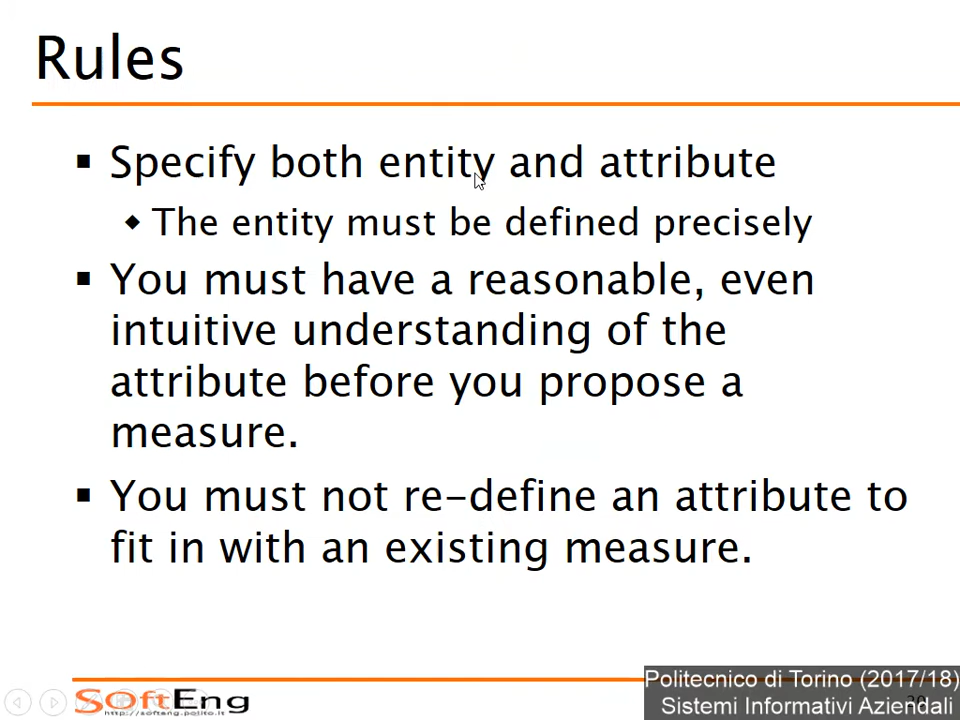 Rules
▪ Specify both entity and attribute
◆ The entity must be defined precisely
▪ You must have a reasonable, even
intuitive understanding of the
attribute before you propose a
measure.
▪ You must not re-define an attribute to
fit in with an existing measure.
SOftEng
http://softeng.polito.it
Politecnico di Torino (2017/18)
Sistemi Informativi Aziendali